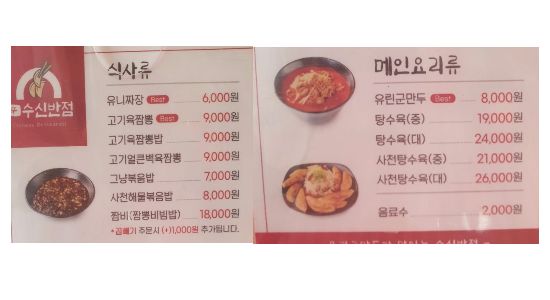 수신반점
식사류
유니짜장 Best 6,000원
고기육짬뽕 Best 9,000원
고기육짬뽕밥 9,000원
고기얼큰백육짬뽕 9,000원
그냥볶음밥 7,000원
사천해물볶음밥 8,000원
짬비(짬뽕비빔밥) 18,000원
*곱빼기 주문시 (+)1,000원 추가됩니다.
메인요리류
유린군만두 Best 8,000원
탕수육(중) 19,000원
탕수육(대) 24,000원
사천탕수육(중) 21,000원
사천탕수육(대) 26,000원
음료수 2,000원